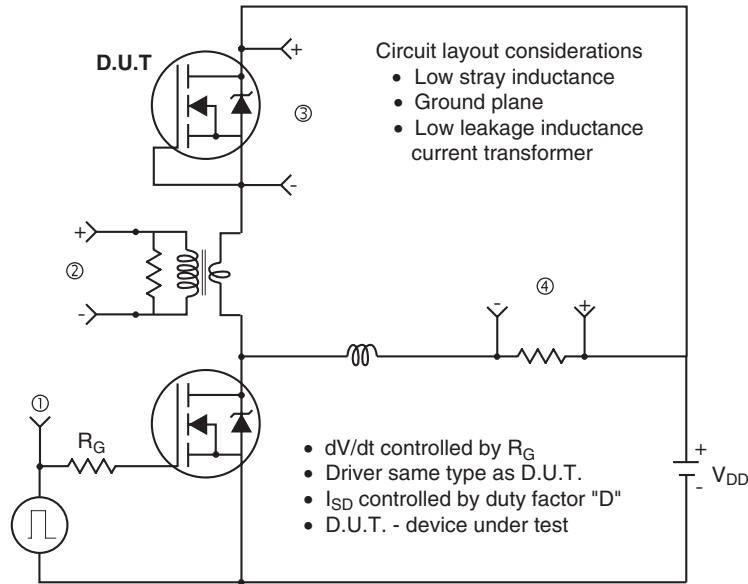 D.U.T
+
Circuit layout considerations
• Low stray inductance
③
• Ground plane
• Low leakage inductance
current transformer
-
+
②
-
④
- +
①
R_G
• dV/dt controlled by R_G
• Driver same type as D.U.T.
• I_SD controlled by duty factor "D"
• D.U.T. - device under test
+
V_DD
-